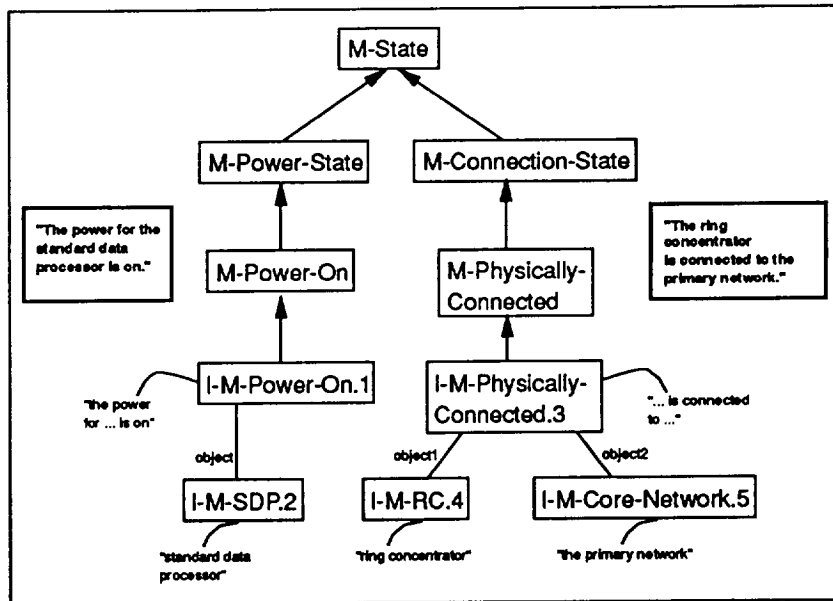 M-State
M-Power-State
M-Connection-State
"The power for the
standard data
processor is on."
"The ring
concentrator
is connected to the
primary network."
M-Power-On
M-Physically-
Connected
I-M-Power-On.1
I-M-Physically-
Connected.3
"the power
for ... is on"
"... is connected
to ..."
object
object1
object2
I-M-SDP.2
I-M-RC.4
I-M-Core-Network.5
"standard data
processor"
"ring concentrator"
"the primary network"